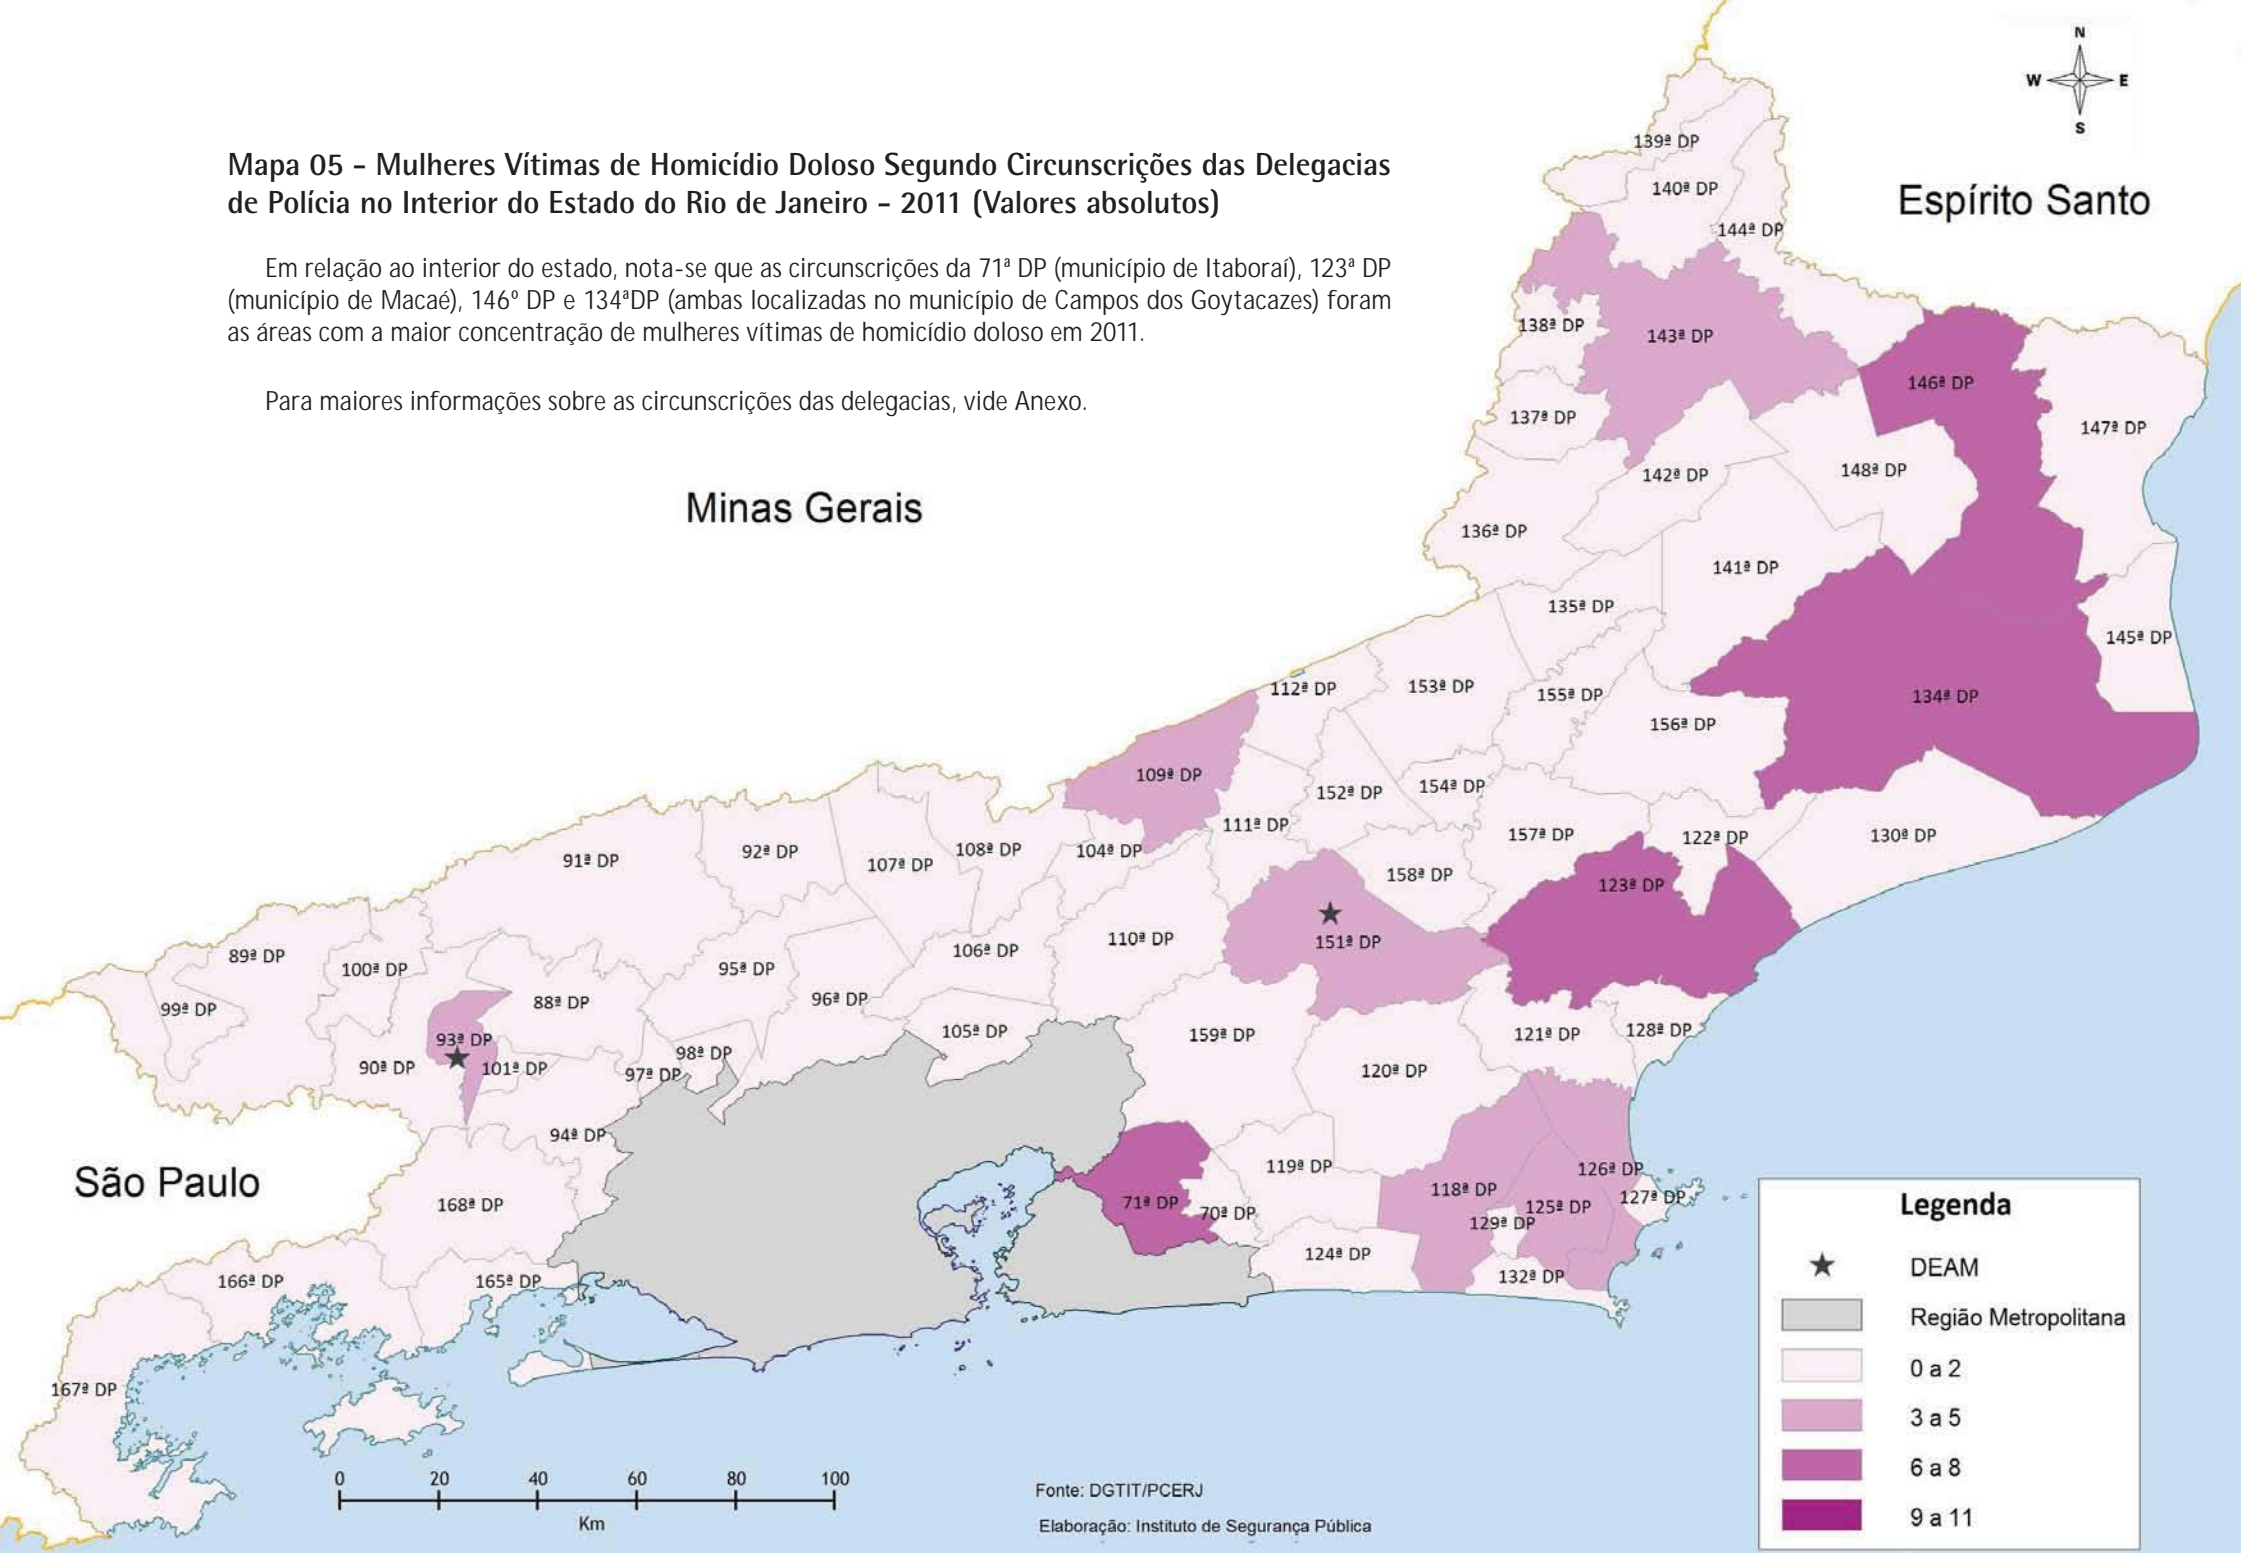 N
W E
S
Mapa 05 - Mulheres Vítimas de Homicídio Doloso Segundo Circunscrições das Delegacias
de Polícia no Interior do Estado do Rio de Janeiro - 2011 (Valores absolutos)
Em relação ao interior do estado, nota-se que as circunscrições da 71ª DP (município de Itaboraí), 123ª DP
(município de Macaé), 146º DP e 134ªDP (ambas localizadas no município de Campos dos Goytacazes) foram
as áreas com a maior concentração de mulheres vítimas de homicídio doloso em 2011.
Para maiores informações sobre as circunscrições das delegacias, vide Anexo.
Espírito Santo
Minas Gerais
São Paulo
139ª DP
140ª DP
144ª DP
138ª DP
143ª DP
146ª DP
137ª DP
147ª DP
142ª DP
148ª DP
136ª DP
141ª DP
135ª DP
145ª DP
112ª DP
153ª DP
155ª DP
134ª DP
156ª DP
109ª DP
152ª DP
154ª DP
111ª DP
157ª DP
122ª DP
130ª DP
91ª DP
92ª DP
107ª DP
108ª DP
104ª DP
158ª DP
123ª DP
89ª DP
100ª DP
95ª DP
106ª DP
110ª DP
151ª DP
99ª DP
88ª DP
96ª DP
93ª DP
105ª DP
159ª DP
121ª DP
128ª DP
90ª DP
101ª DP
97ª DP
98ª DP
120ª DP
94ª DP
119ª DP
126ª DP
168ª DP
71ª DP
70ª DP
118ª DP
125ª DP
127ª DP
129ª DP
124ª DP
132ª DP
166ª DP
165ª DP
167ª DP
0 20 40 60 80 100
Km
Fonte: DGTIT/PCERJ
Elaboração: Instituto de Segurança Pública
Legenda
DEAM
Região Metropolitana
0 a 2
3 a 5
6 a 8
9 a 11